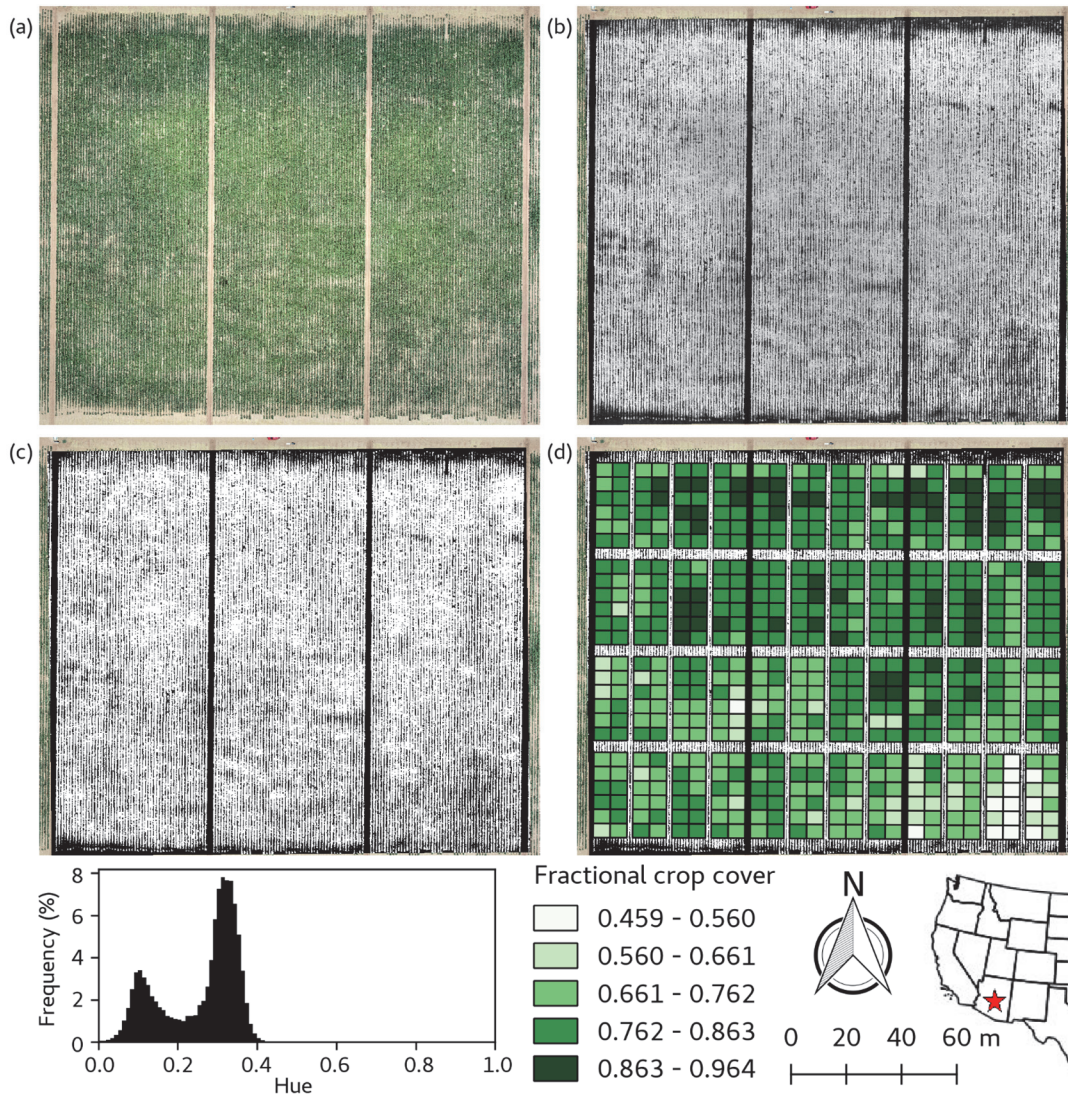 (a)
(b)
(c)
(d)
8
6
4
2
0
Frequency (%)
0.0 0.2 0.4 0.6 0.8 1.0
Hue
Fractional crop cover
0.459 - 0.560
0.560 - 0.661
0.661 - 0.762
0.762 - 0.863
0.863 - 0.964
N
0 20 40 60 m